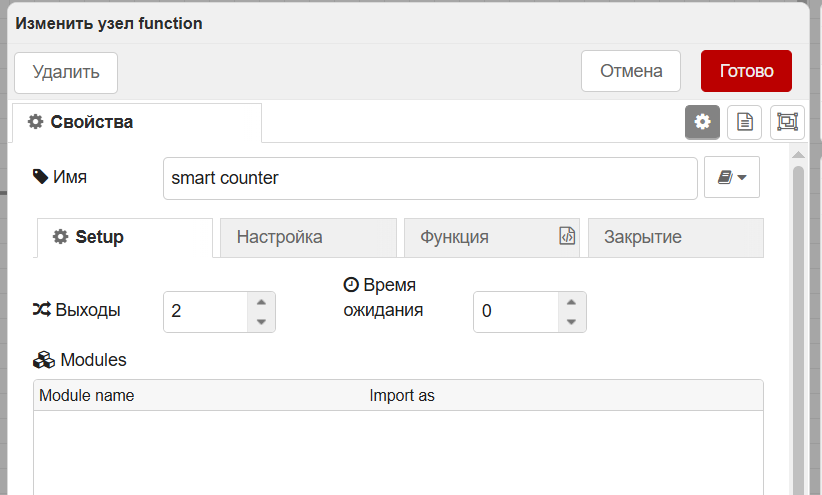 Изменить узел function
Удалить
Отмена
Готово
Свойства
Имя
smart counter
Setup
Настройка
Функция
Закрытие
Выходы
2
Время
ожидания
0
Modules
Module name
Import as